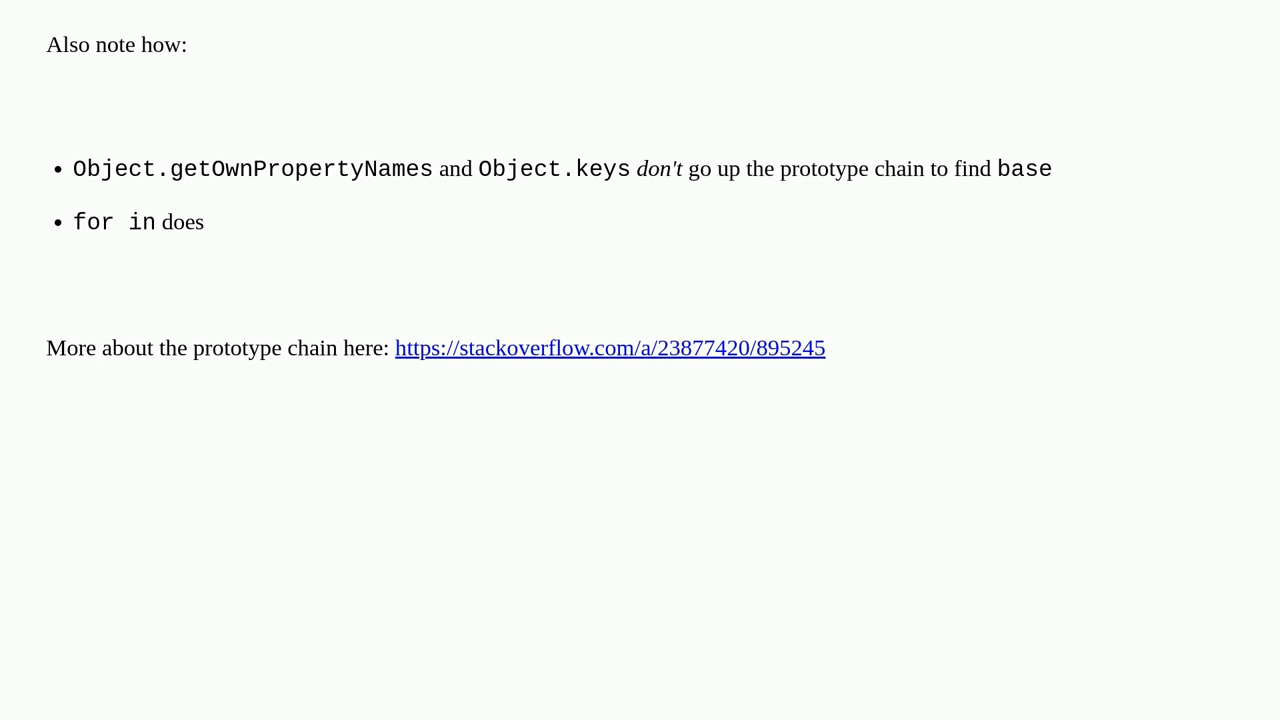 Also note how:
• Object.getOwnPropertyNames and Object.keys don't go up the prototype chain to find base
• for in does
More about the prototype chain here: https://stackoverflow.com/a/23877420/895245